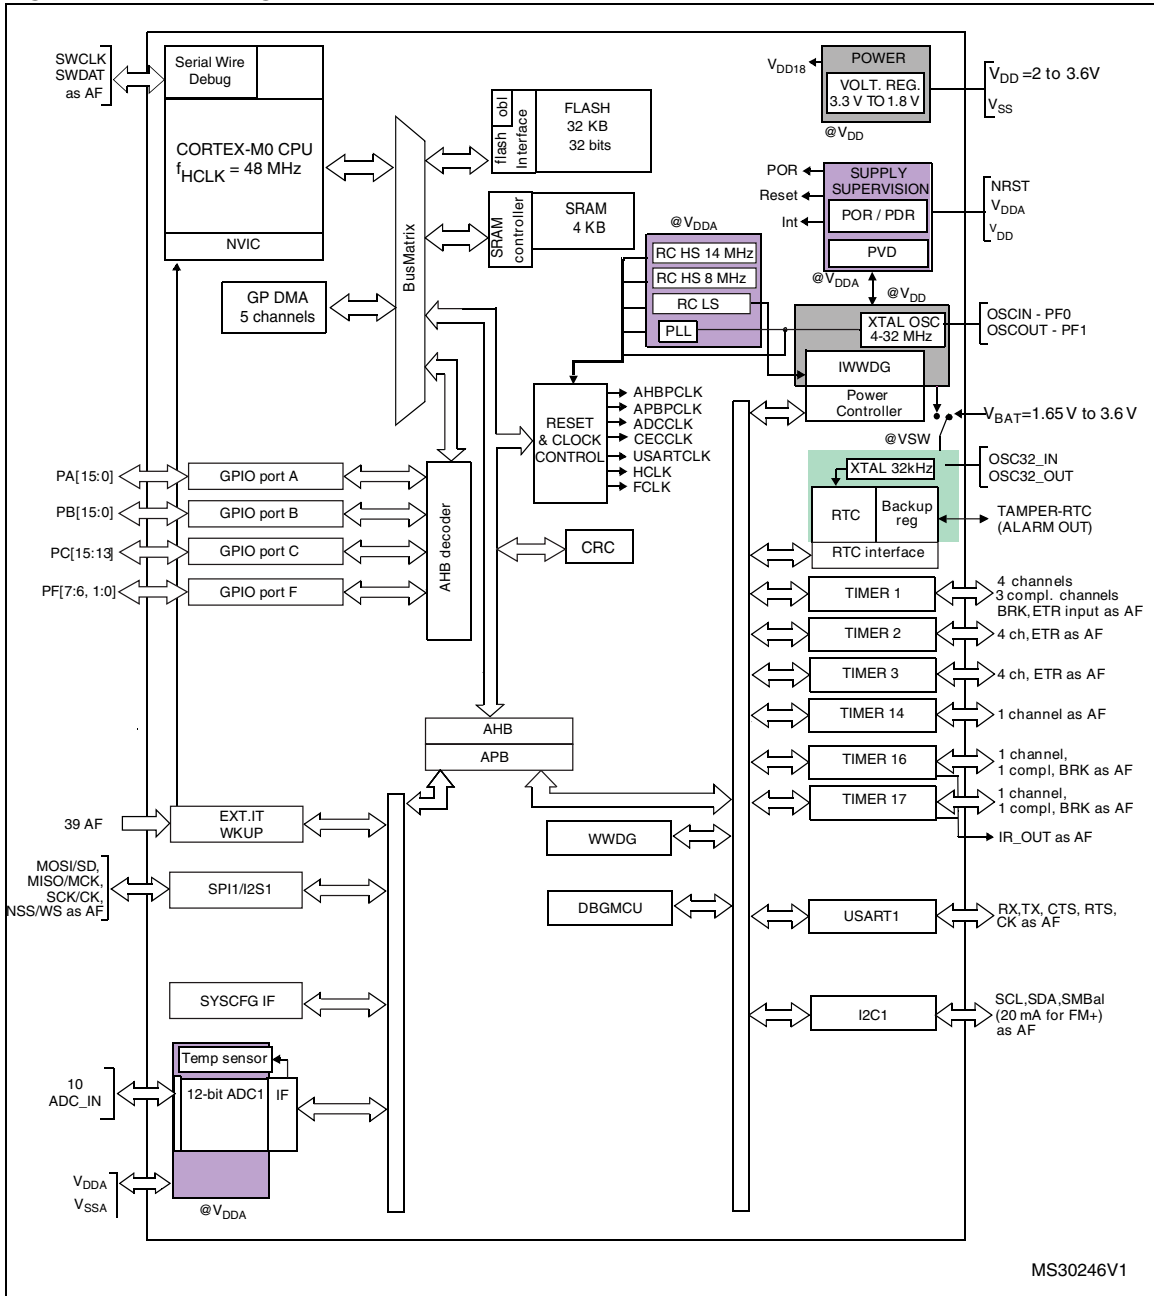 SWCLK
SWDAT
as AF
Serial Wire
Debug
CORTEX-M0 CPU
fHCLK = 48 MHz
NVIC
GP DMA
5 channels
BusMatrix
flash
obl
Interface
FLASH
32 KB
32 bits
SRAM
controller
SRAM
4 KB
VDD18
POWER
VOLT. REG.
3.3 V TO 1.8 V
@VDD
VDD =2 to 3.6V
VSS
POR
Reset
Int
SUPPLY
SUPERVISION
POR / PDR
PVD
@VDDA
NRST
VDDA
VDD
@VDDA
RC HS 14 MHz
RC HS 8 MHz
RC LS
PLL
@VDD
XTAL OSC
4-32 MHz
IWWDG
Power
Controller
OSCIN - PF0
OSCOUT - PF1
VBAT=1.65 V to 3.6 V
@VSW
RESET
& CLOCK
CONTROL
AHBPCLK
APBPCLK
ADCCLK
CECCLK
USARTCLK
HCLK
FCLK
XTAL 32kHz
RTC
Backup
reg
RTC interface
OSC32_IN
OSC32_OUT
TAMPER-RTC
(ALARM OUT)
PA[15:0]
GPIO port A
PB[15:0]
GPIO port B
PC[15:13]
GPIO port C
PF[7:6, 1:0]
GPIO port F
AHB decoder
CRC
TIMER 1
4 channels
3 compl. channels
BRK,ETR input as AF
TIMER 2
4 ch,ETR as AF
TIMER 3
4 ch, ETR as AF
TIMER 14
1 channel as AF
TIMER 16
1 channel,
1 compl, BRK as AF
TIMER 17
1 channel,
1 compl, BRK as AF
IR_OUT as AF
AHB
APB
39 AF
EXT.IT
WKUP
WWDG
MOSI/SD,
MISO/MCK,
SCK/CK,
NSS/WS as AF
SPI1/I2S1
DBGMCU
USART1
RX,TX, CTS, RTS,
CK as AF
SYSCFG IF
I2C1
SCL,SDA,SMBal
(20 mA for FM+)
as AF
Temp sensor
10
ADC_IN
12-bit ADC1
IF
VDDA
VSSA
@VDDA
MS30246V1